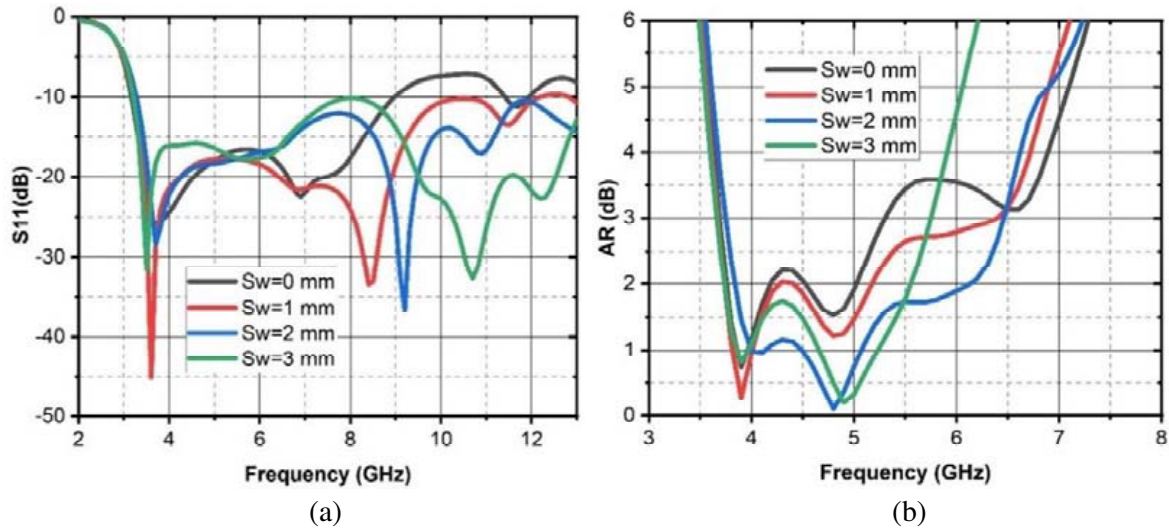 0
-10
-20
-30
-40
-50
S11(dB)
Sw=0 mm
Sw=1 mm
Sw=2 mm
Sw=3 mm
2 4 6 8 10 12
Frequency (GHz)
(a)
6
5
4
3
2
1
0
AR (dB)
Sw=0 mm
Sw=1 mm
Sw=2 mm
Sw=3 mm
3 4 5 6 7 8
Frequency (GHz)
(b)